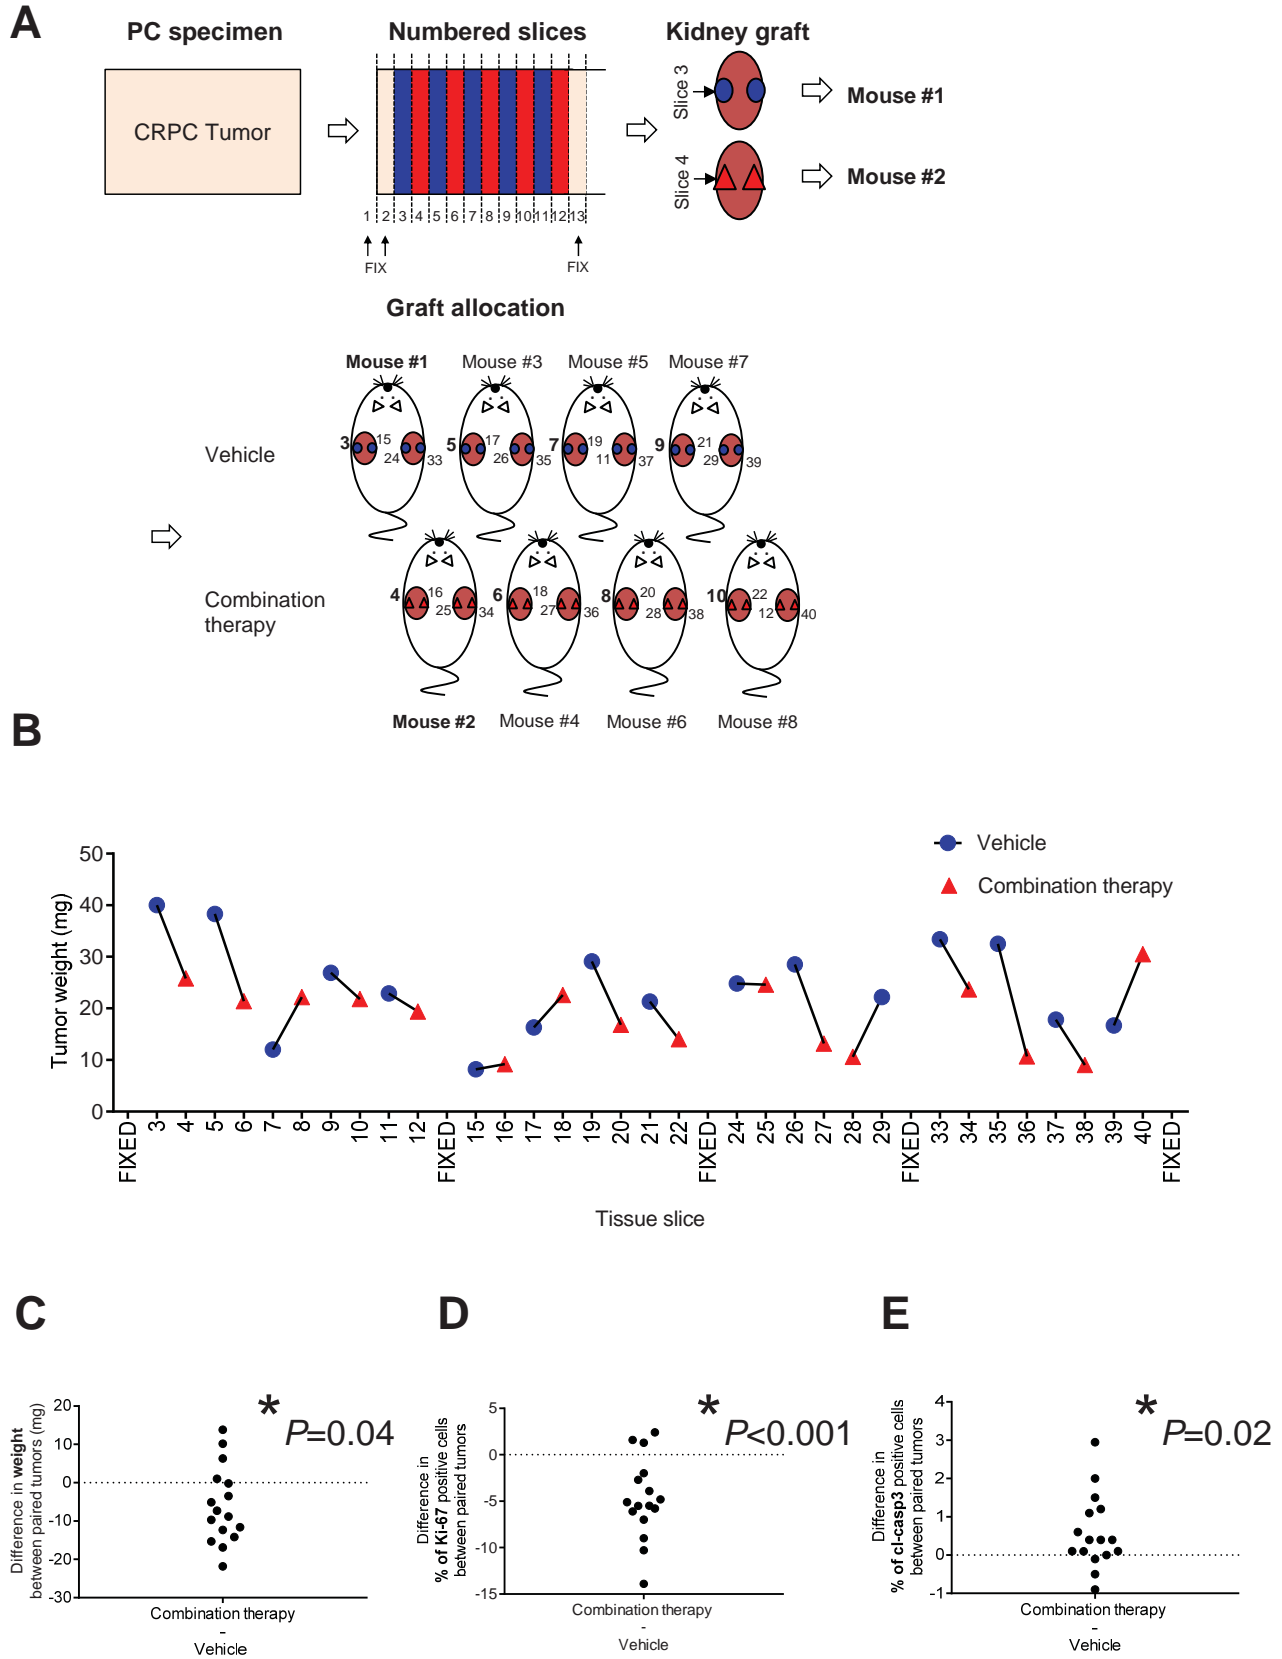 A
PC specimen
Numbered slices
Kidney graft
CRPC Tumor
Slice 3
Mouse #1
Slice 4
Mouse #2
1 2 3 4 5 6 7 8 9 10 11 12 13
FIX
FIX
Graft allocation
Mouse #1 Mouse #3 Mouse #5 Mouse #7
Vehicle
3 15 24 33 5 17 26 35 7 19 11 37 9 21 29 39
Combination
therapy
4 16 25 34 6 18 27 36 8 20 28 38 10 22 12 40
Mouse #2 Mouse #4 Mouse #6 Mouse #8
B
Vehicle
Combination therapy
Tumor weight (mg)
50
40
30
20
10
0
FIXED 3 4 5 6 7 8 9 10 11 12 FIXED 15 16 17 18 19 20 21 22 FIXED 24 25 26 27 28 29 FIXED 33 34 35 36 37 38 39 40 FIXED
Tissue slice
C
Difference in weight
between paired tumors (mg)
20
10
0
-10
-20
-30
*
P=0.04
Combination therapy
-
Vehicle
D
Difference in
% of Ki-67 positive cells
between paired tumors
5
0
-5
-10
-15
*
P<0.001
Combination therapy
-
Vehicle
E
Difference in
% of cl-casp3 positive cells
between paired tumors
4
3
2
1
0
-1
*
P=0.02
Combination therapy
-
Vehicle